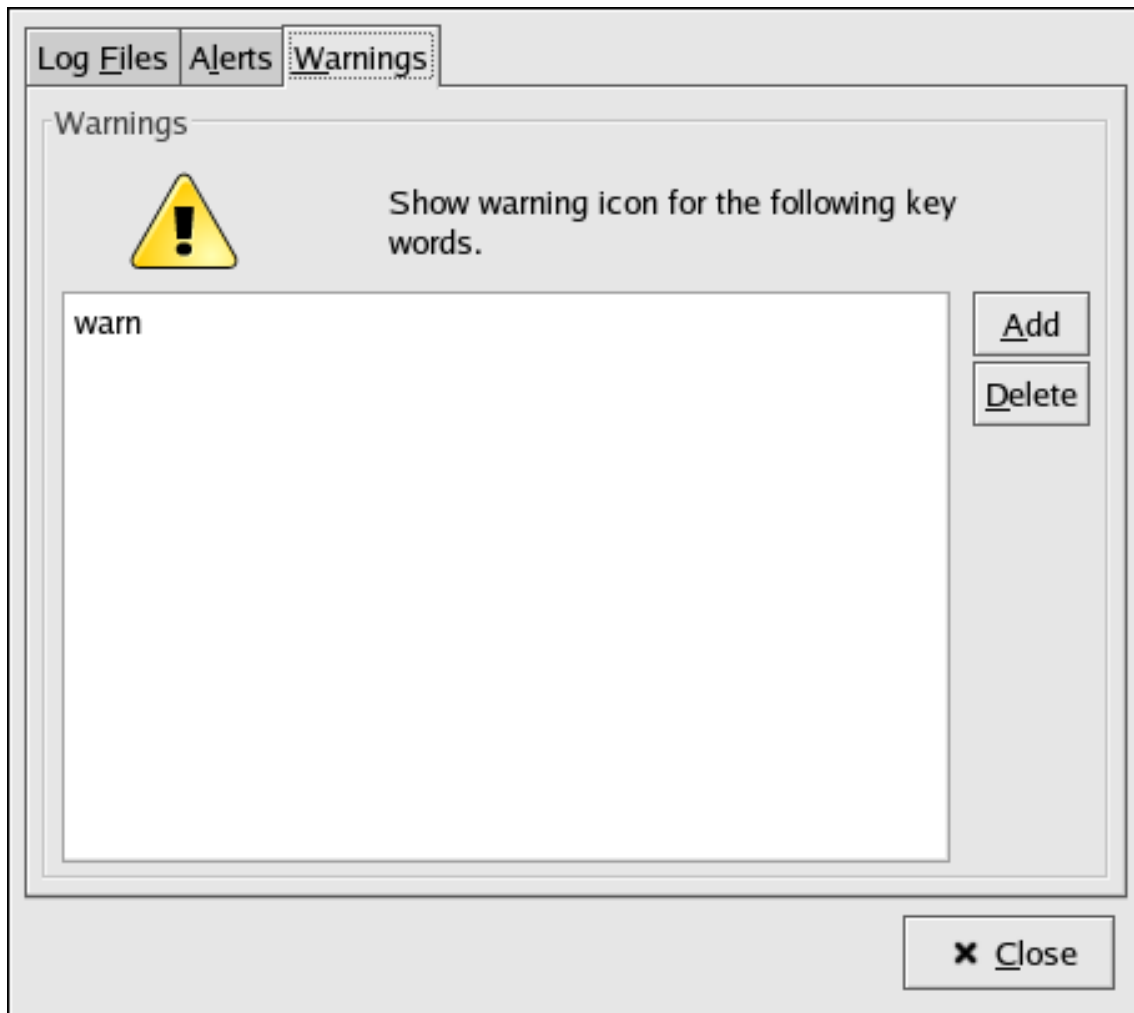 Log Files Alerts Warnings
Warnings
Show warning icon for the following key
words.
warn
Add
Delete
Close